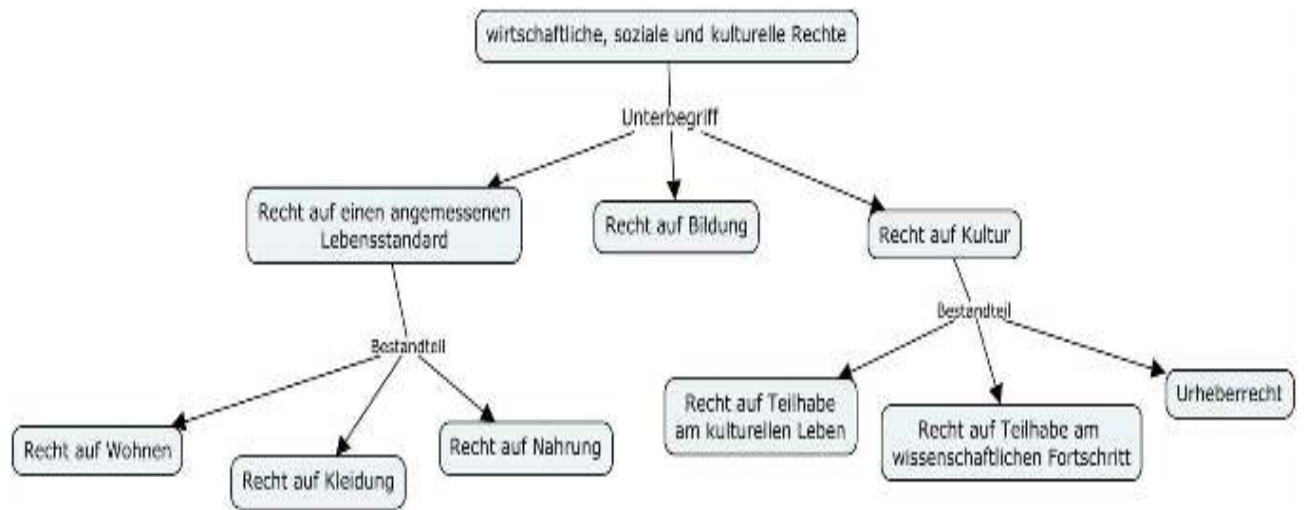 wirtschaftliche, soziale und kulturelle Rechte
Unterbegriff
Recht auf einen angemessenen
Lebensstandard
Recht auf Bildung
Recht auf Kultur
Bestandteil
Bestandteil
Recht auf Wohnen
Recht auf Kleidung
Recht auf Nahrung
Recht auf Teilhabe
am kulturellen Leben
Recht auf Teilhabe am
wissenschaftlichen Fortschritt
Urheberrecht